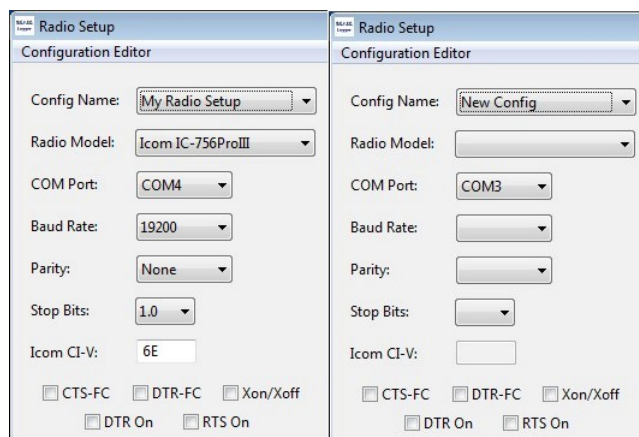 Radio Setup
Configuration Editor
Config Name: My Radio Setup
Radio Model: Icom IC-756ProIII
COM Port: COM4
Baud Rate: 19200
Parity: None
Stop Bits: 1.0
Icom CI-V: 6E
CTS-FC DTR-FC Xon/Xoff
DTR On RTS On
Radio Setup
Configuration Editor
Config Name: New Config
Radio Model:
COM Port: COM3
Baud Rate:
Parity:
Stop Bits:
Icom CI-V:
CTS-FC DTR-FC Xon/Xoff
DTR On RTS On